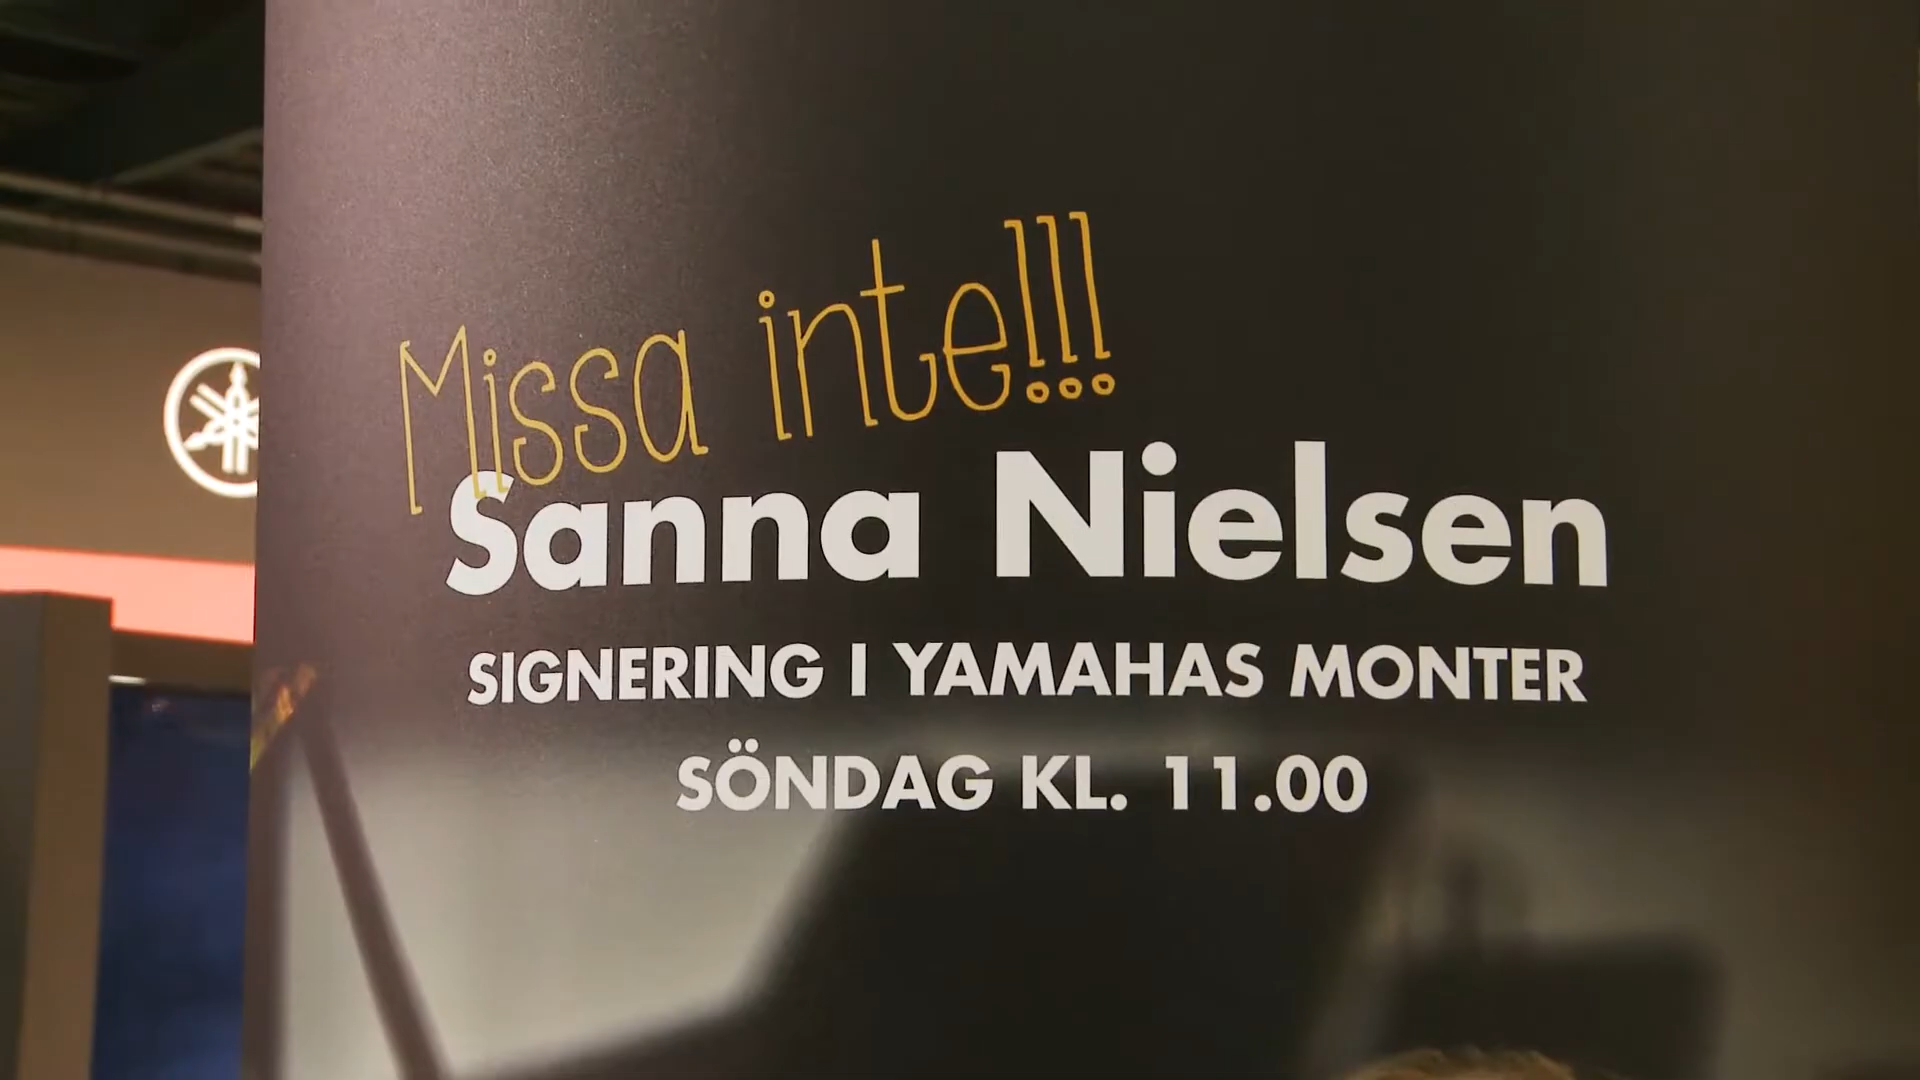 Missa inte!!!
Sanna Nielsen
SIGNERING I YAMAHAS MONTER
SÖNDAG KL. 11.00